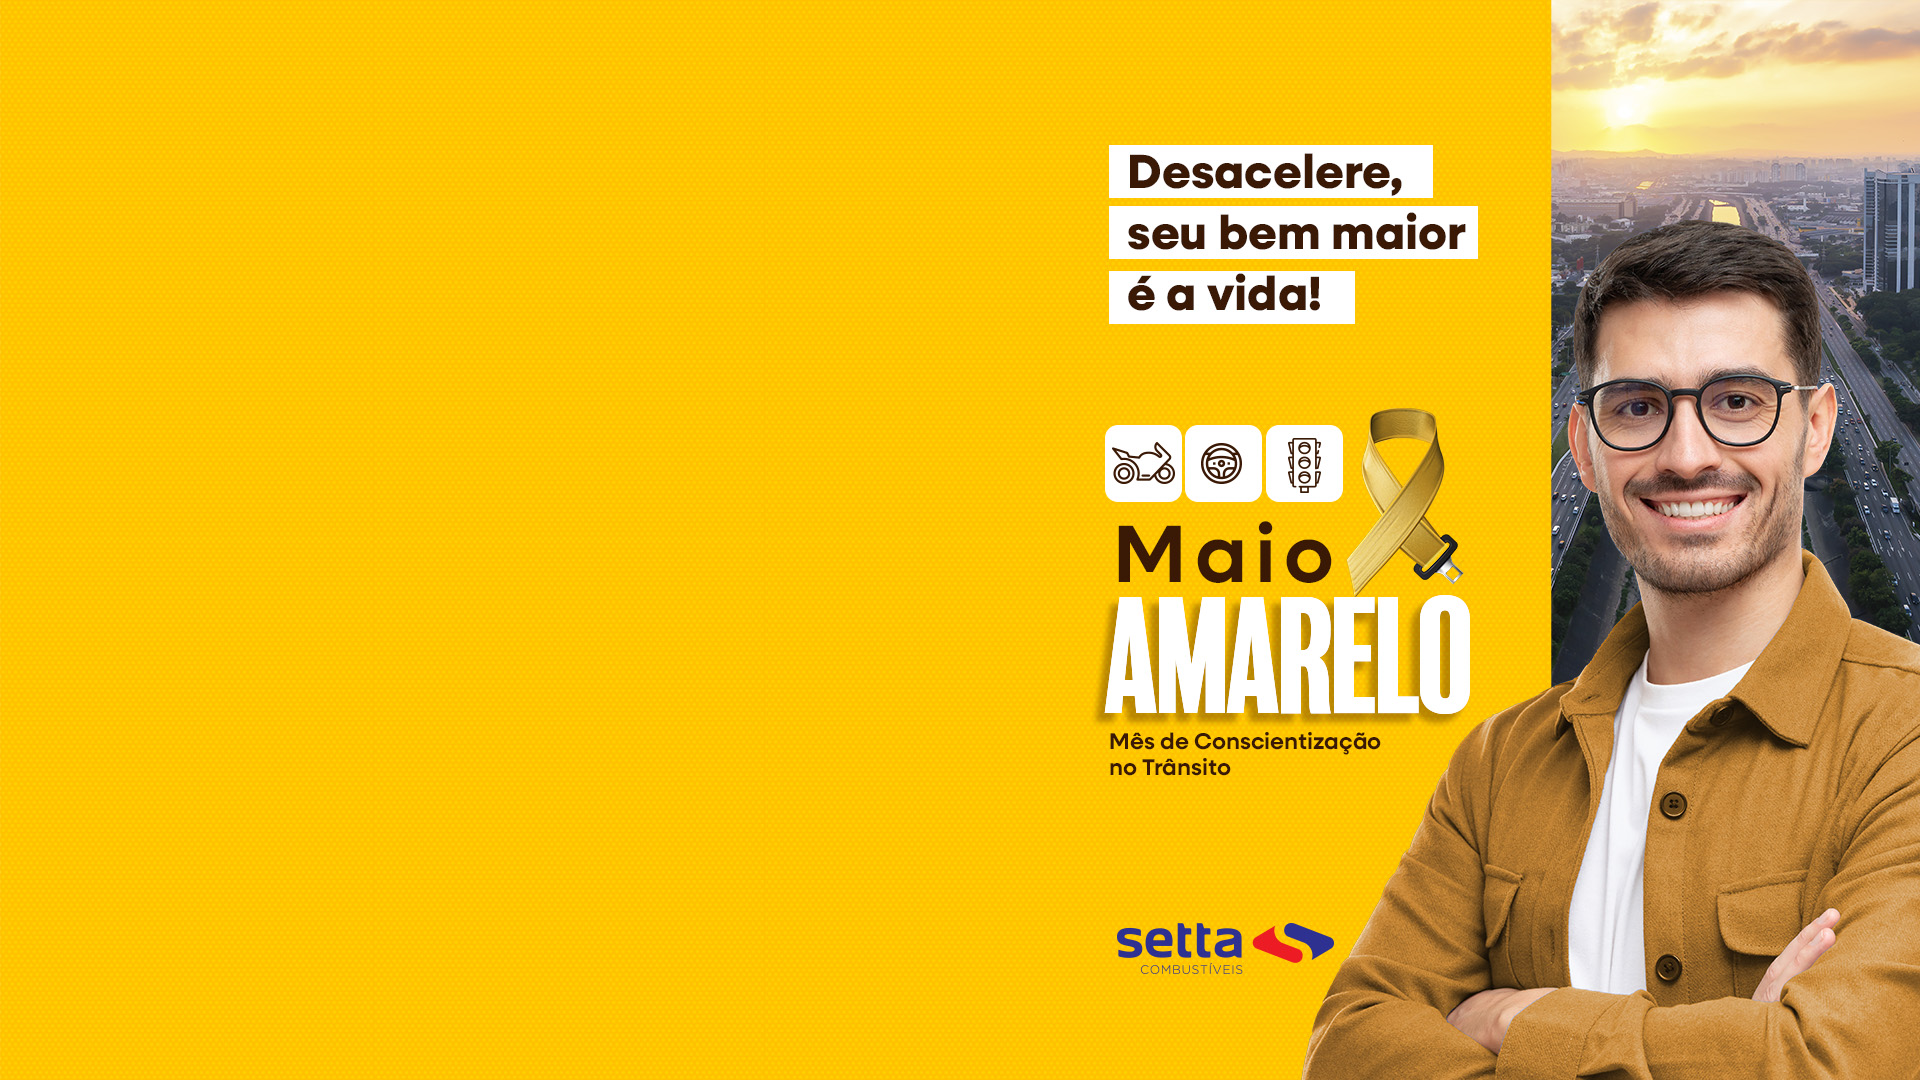 Desacelere,
seu bem maior
é a vida!
Maio
AMARELO
Mês de Conscientização
no Trânsito
setta
COMBUSTÍVEIS